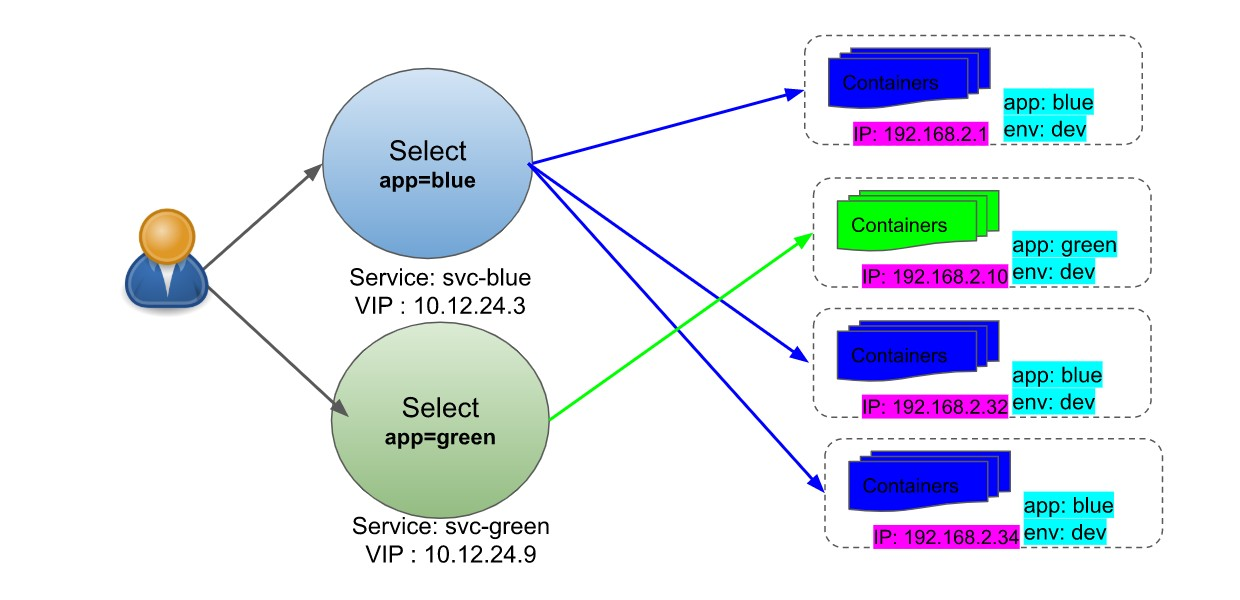 Select
app=blue
Service: svc-blue
VIP : 10.12.24.3
Select
app=green
Service: svc-green
VIP : 10.12.24.9
Containers
IP: 192.168.2.1
app: blue
env: dev
Containers
IP: 192.168.2.10
app: green
env: dev
Containers
IP: 192.168.2.32
app: blue
env: dev
Containers
IP: 192.168.2.34
app: blue
env: dev